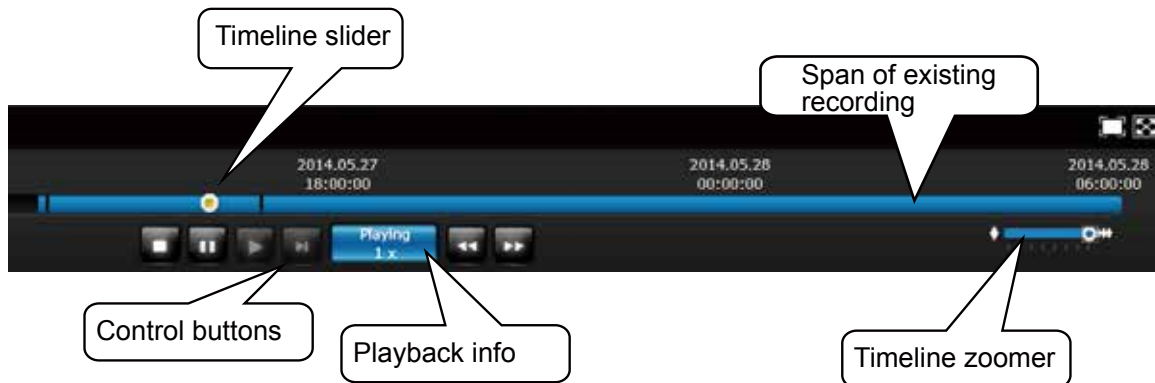 Timeline slider
Span of existing
recording
2014.05.27
18:00:00
2014.05.28
00:00:00
2014.05.28
06:00:00
Playing
1 x
Control buttons
Playback info
Timeline zoomer